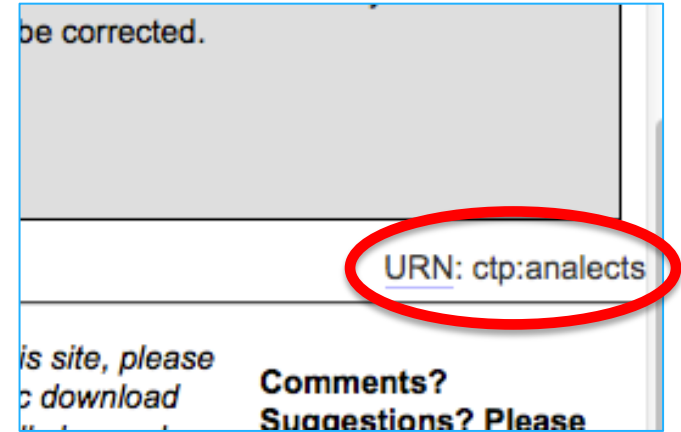 be corrected.
URN: ctp:analects
is site, please
c download
Comments?
Suggestions? Please